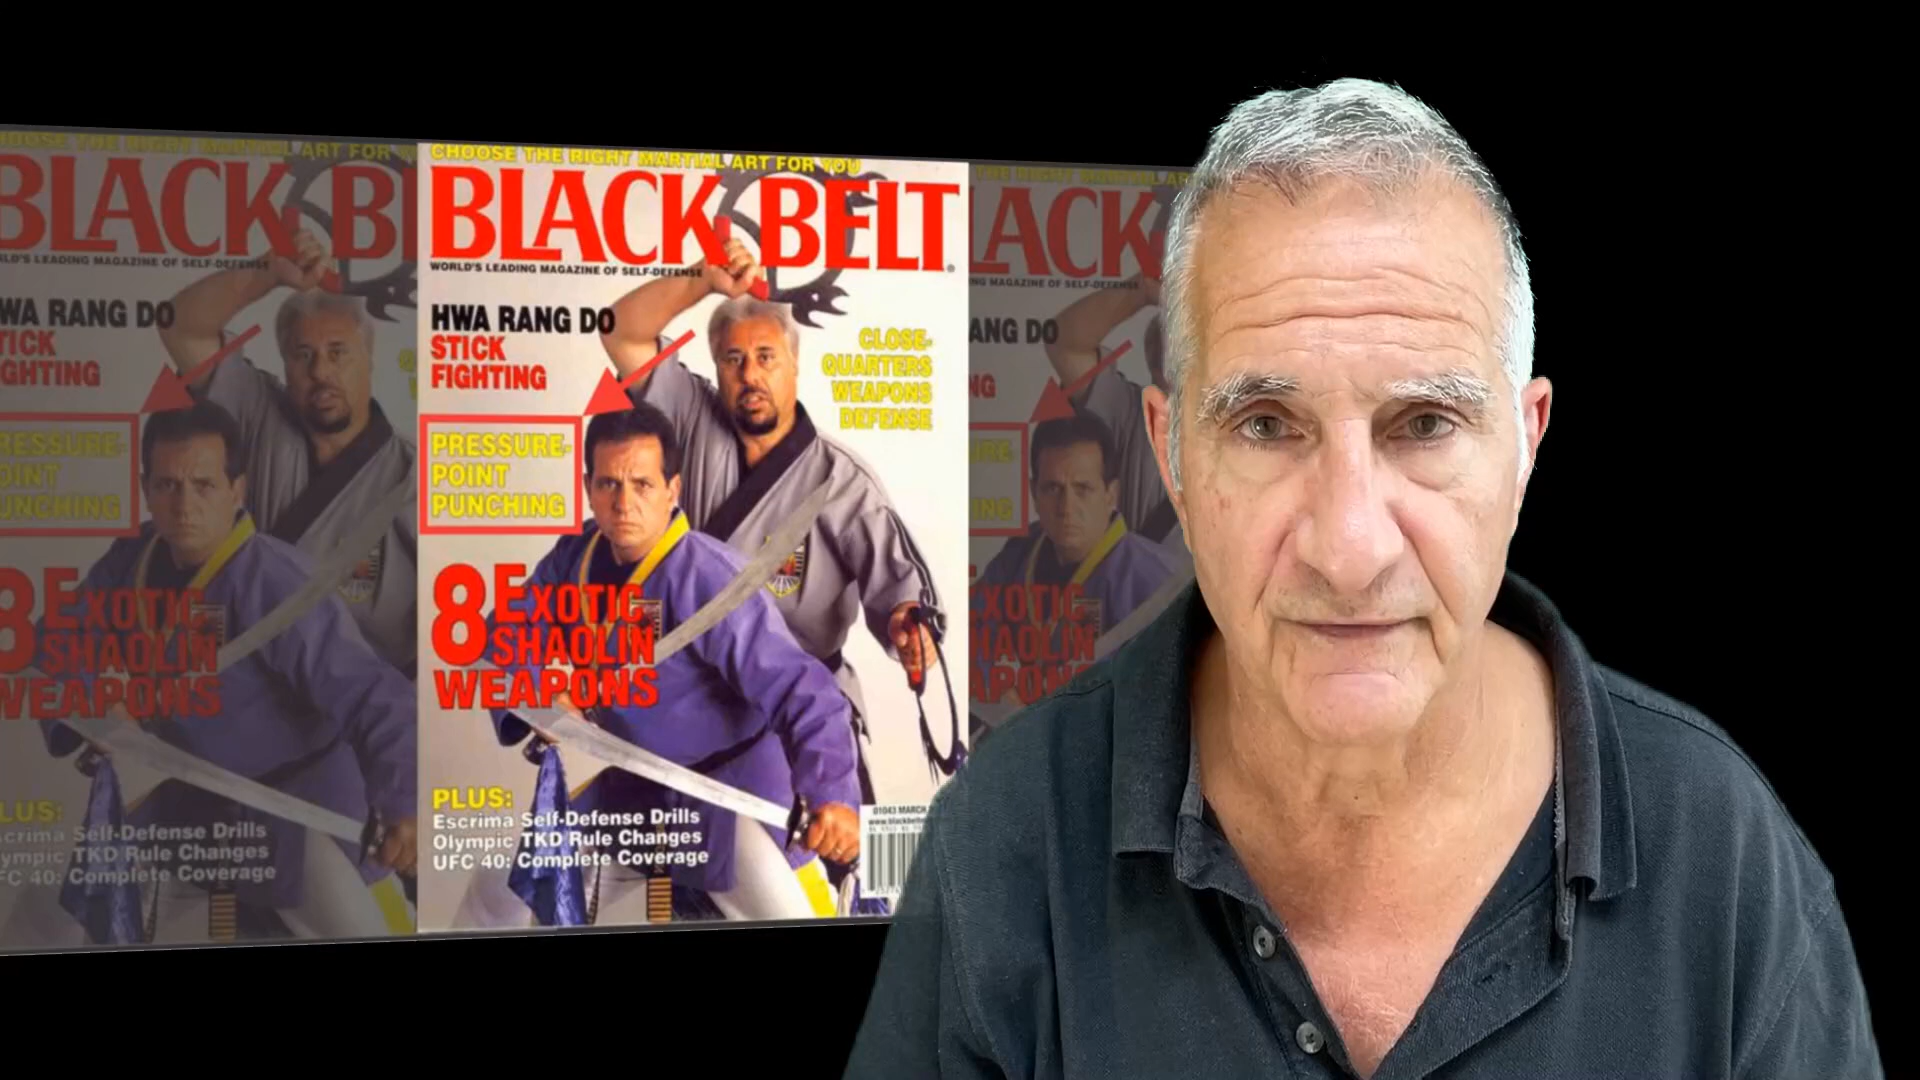 CHOOSE THE RIGHT MARTIAL ART FOR YOU
BLACK BELT
WORLD'S LEADING MAGAZINE OF SELF-DEFENSE
HWA RANG DO
STICK
FIGHTING
CLOSE-
QUARTERS
WEAPONS
DEFENSE
PRESSURE-
POINT
PUNCHING
8 EXOTIC
SHAOLIN
WEAPONS
PLUS:
Escrima Self-Defense Drills
Olympic TKD Rule Changes
UFC 40: Complete Coverage
01043 MARCH